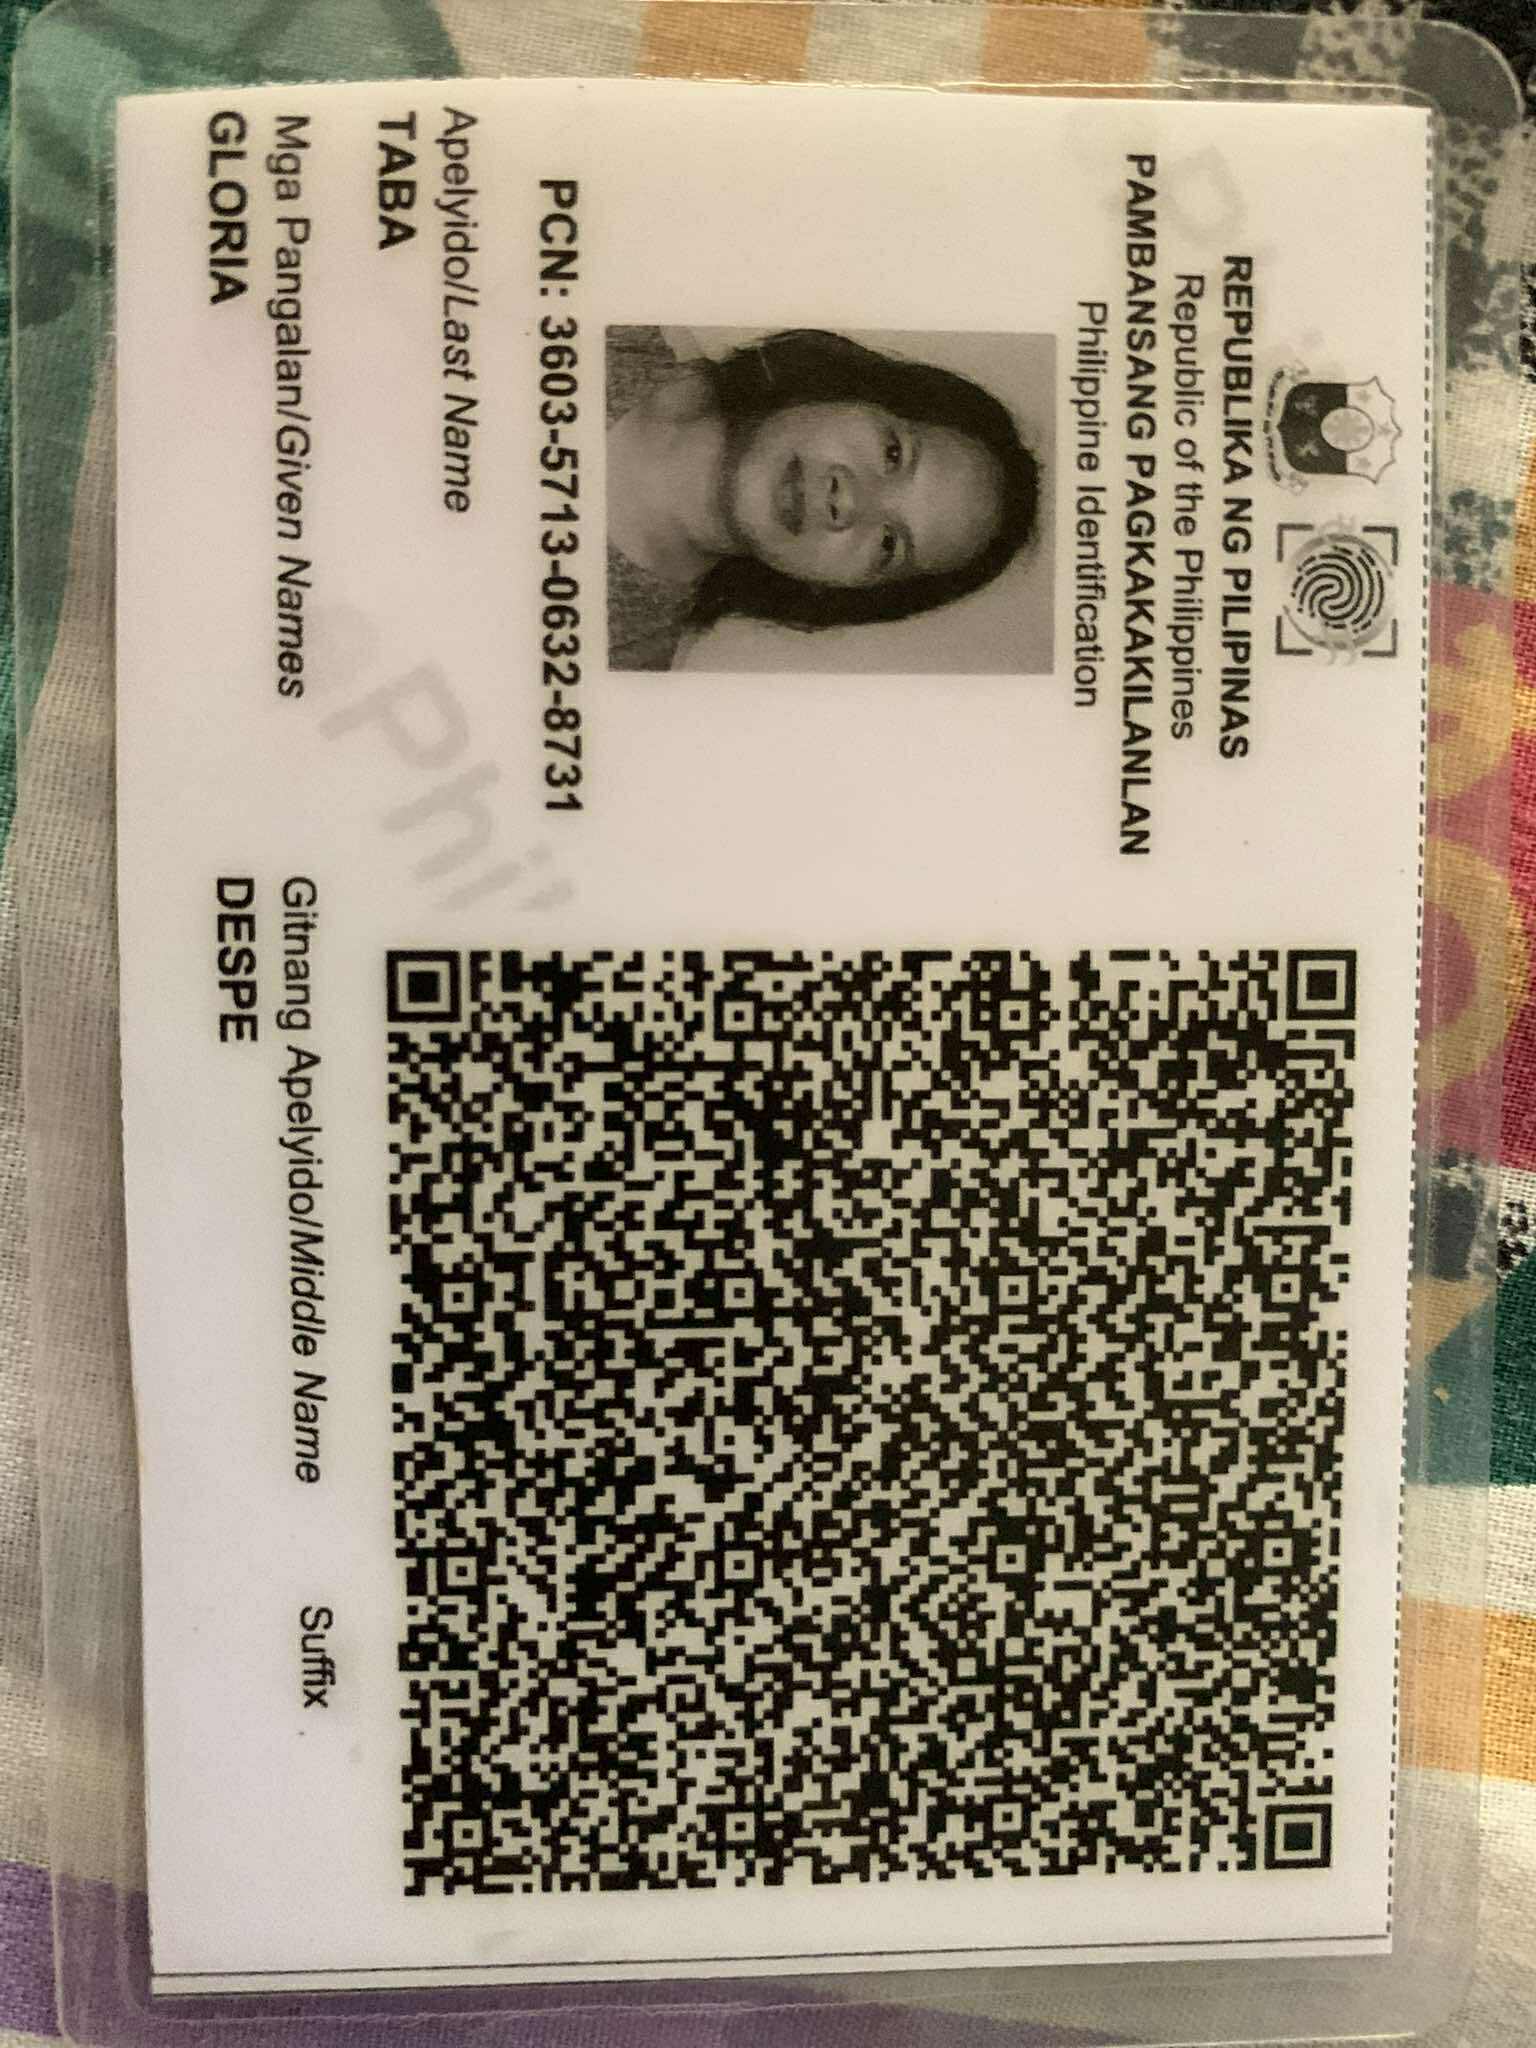 REPUBLIKA NG PILIPINAS
Republic of the Philippines
PAMBANSANG PAGKAKAKILANLAN
Philippine Identification
PCN: 3603-5713-0632-8731
Apelyido/Last Name
TABA
Mga Pangalan/Given Names Gitnang Apelyido/Middle Name Suffix
GLORIA DESPE